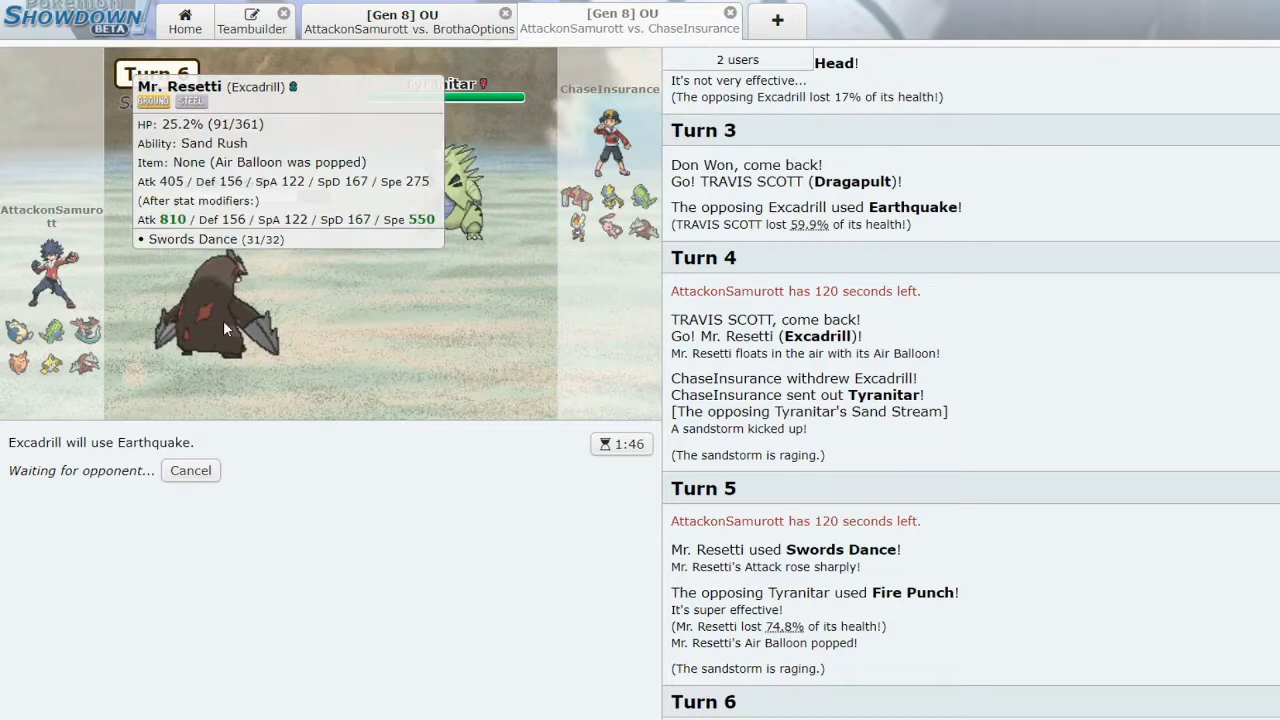 Pokémon
SHOWDOWN
BETA
Home
Teambuilder
[Gen 8] OU
AttackonSamurott vs. BrothaOptions
[Gen 8] OU
AttackonSamurott vs. ChaseInsurance
+
Turn 6
Mr. Resetti (Excadrill)
GROUND STEEL
HP: 25.2% (91/361)
Ability: Sand Rush
Item: None (Air Balloon was popped)
Atk 405 / Def 156 / SpA 122 / SpD 167 / Spe 275
(After stat modifiers:)
Atk 810 / Def 156 / SpA 122 / SpD 167 / Spe 550
• Swords Dance (31/32)
AttackonSamuro
tt
ChaseInsurance
Excadrill will use Earthquake.
1:46
Waiting for opponent... Cancel
2 users
Head!
It's not very effective...
(The opposing Excadrill lost 17% of its health!)
Turn 3
Don Won, come back!
Go! TRAVIS SCOTT (Dragapult)!
The opposing Excadrill used Earthquake!
(TRAVIS SCOTT lost 59.9% of its health!)
Turn 4
AttackonSamurott has 120 seconds left.
TRAVIS SCOTT, come back!
Go! Mr. Resetti (Excadrill)!
Mr. Resetti floats in the air with its Air Balloon!
ChaseInsurance withdrew Excadrill!
ChaseInsurance sent out Tyranitar!
[The opposing Tyranitar's Sand Stream]
A sandstorm kicked up!
(The sandstorm is raging.)
Turn 5
AttackonSamurott has 120 seconds left.
Mr. Resetti used Swords Dance!
Mr. Resetti's Attack rose sharply!
The opposing Tyranitar used Fire Punch!
It's super effective!
(Mr. Resetti lost 74.8% of its health!)
Mr. Resetti's Air Balloon popped!
(The sandstorm is raging.)
Turn 6